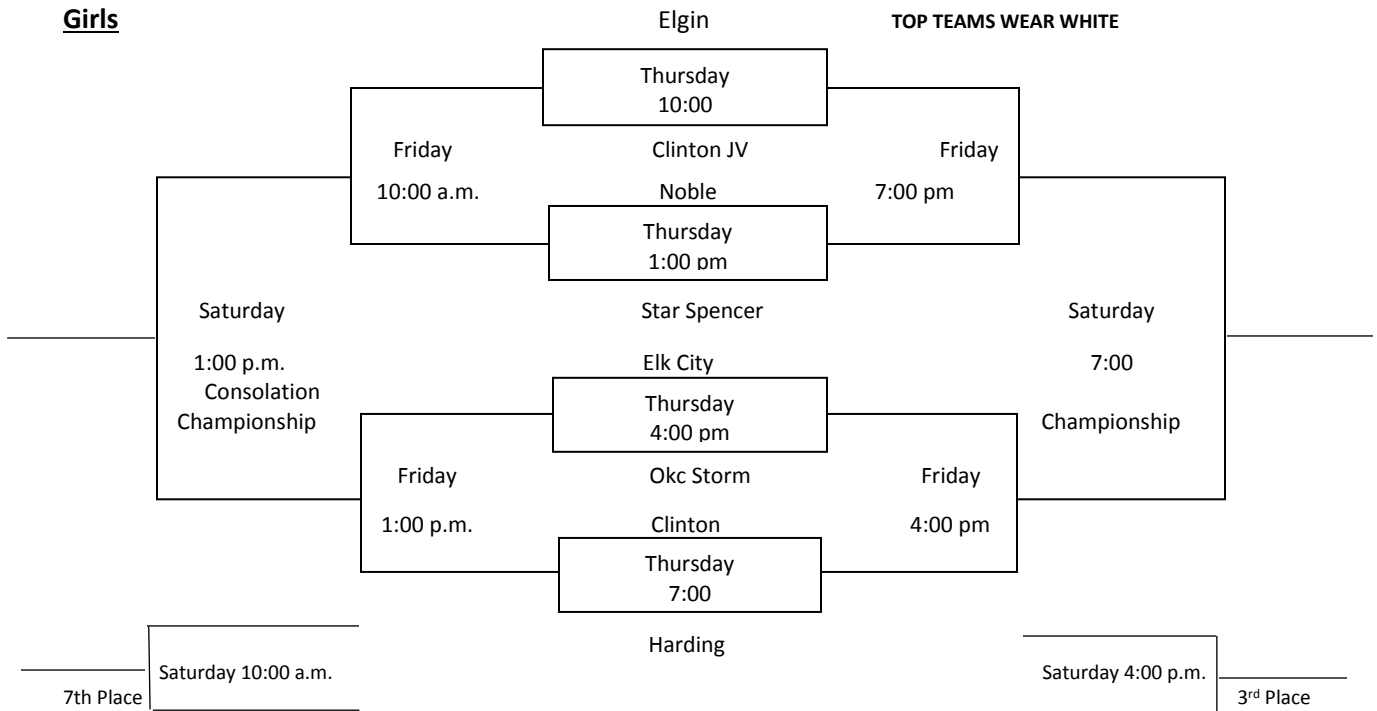 Girls
Elgin
TOP TEAMS WEAR WHITE
Thursday
10:00
Friday
Clinton JV
Friday
10:00 a.m.
Noble
7:00 pm
Thursday
1:00 pm
Saturday
Star Spencer
Saturday
1:00 p.m.
Elk City
7:00
Consolation
Championship
Thursday
4:00 pm
Championship
Friday
Okc Storm
Friday
1:00 p.m.
Clinton
4:00 pm
Thursday
7:00
Harding
Saturday 10:00 a.m.
Saturday 4:00 p.m.
7th Place
3rd Place